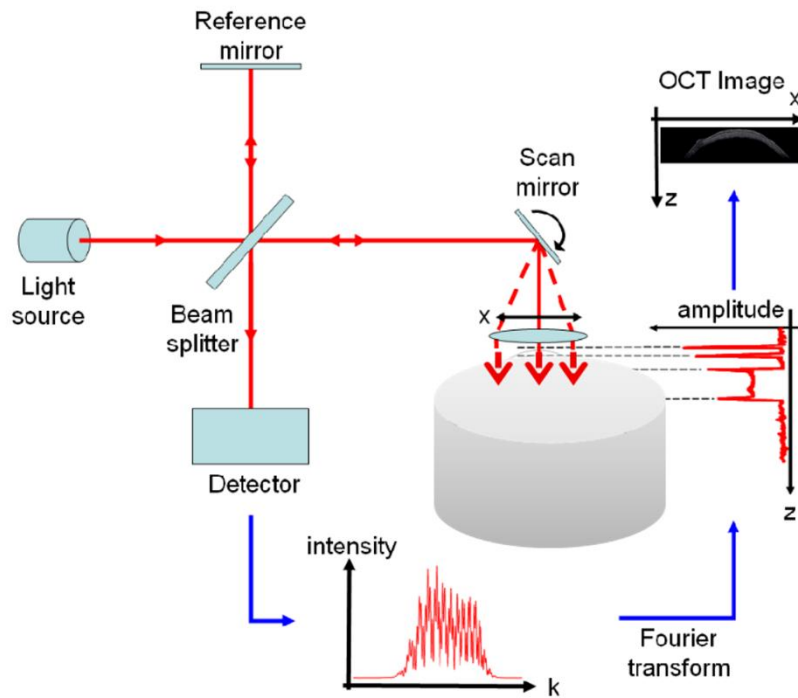 Reference
mirror
OCT Image
x
z
Scan
mirror
Light
source
Beam
splitter
x
amplitude
z
Detector
intensity
k
Fourier
transform